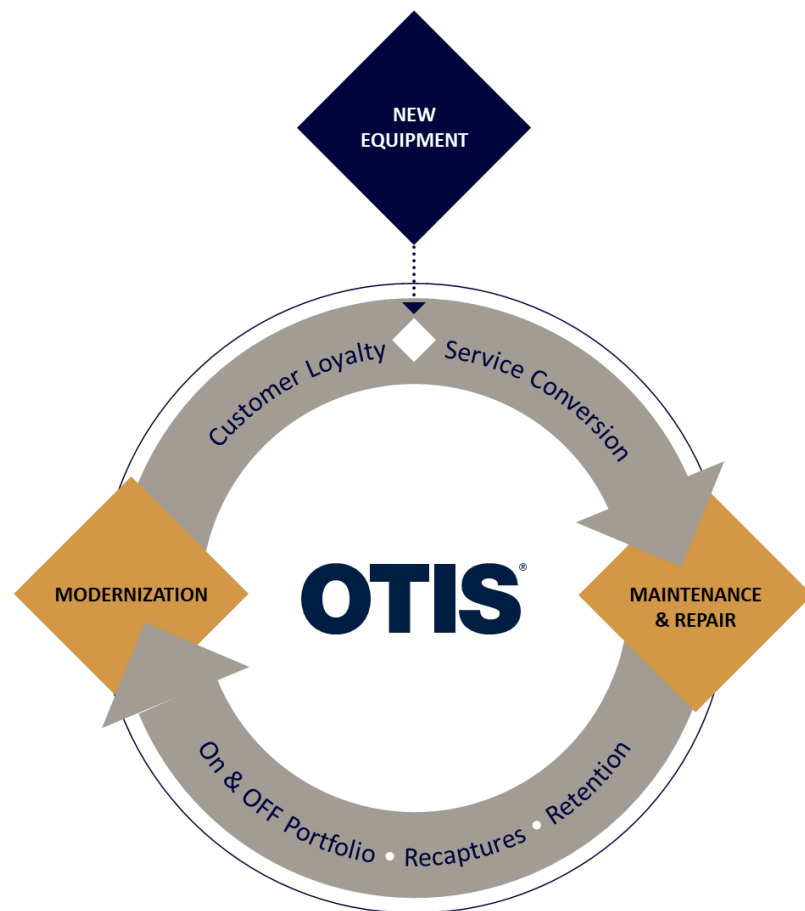 NEW
EQUIPMENT
Customer Loyalty
Service Conversion
MODERNIZATION
OTIS®
MAINTENANCE
& REPAIR
On & OFF Portfolio • Recaptures • Retention